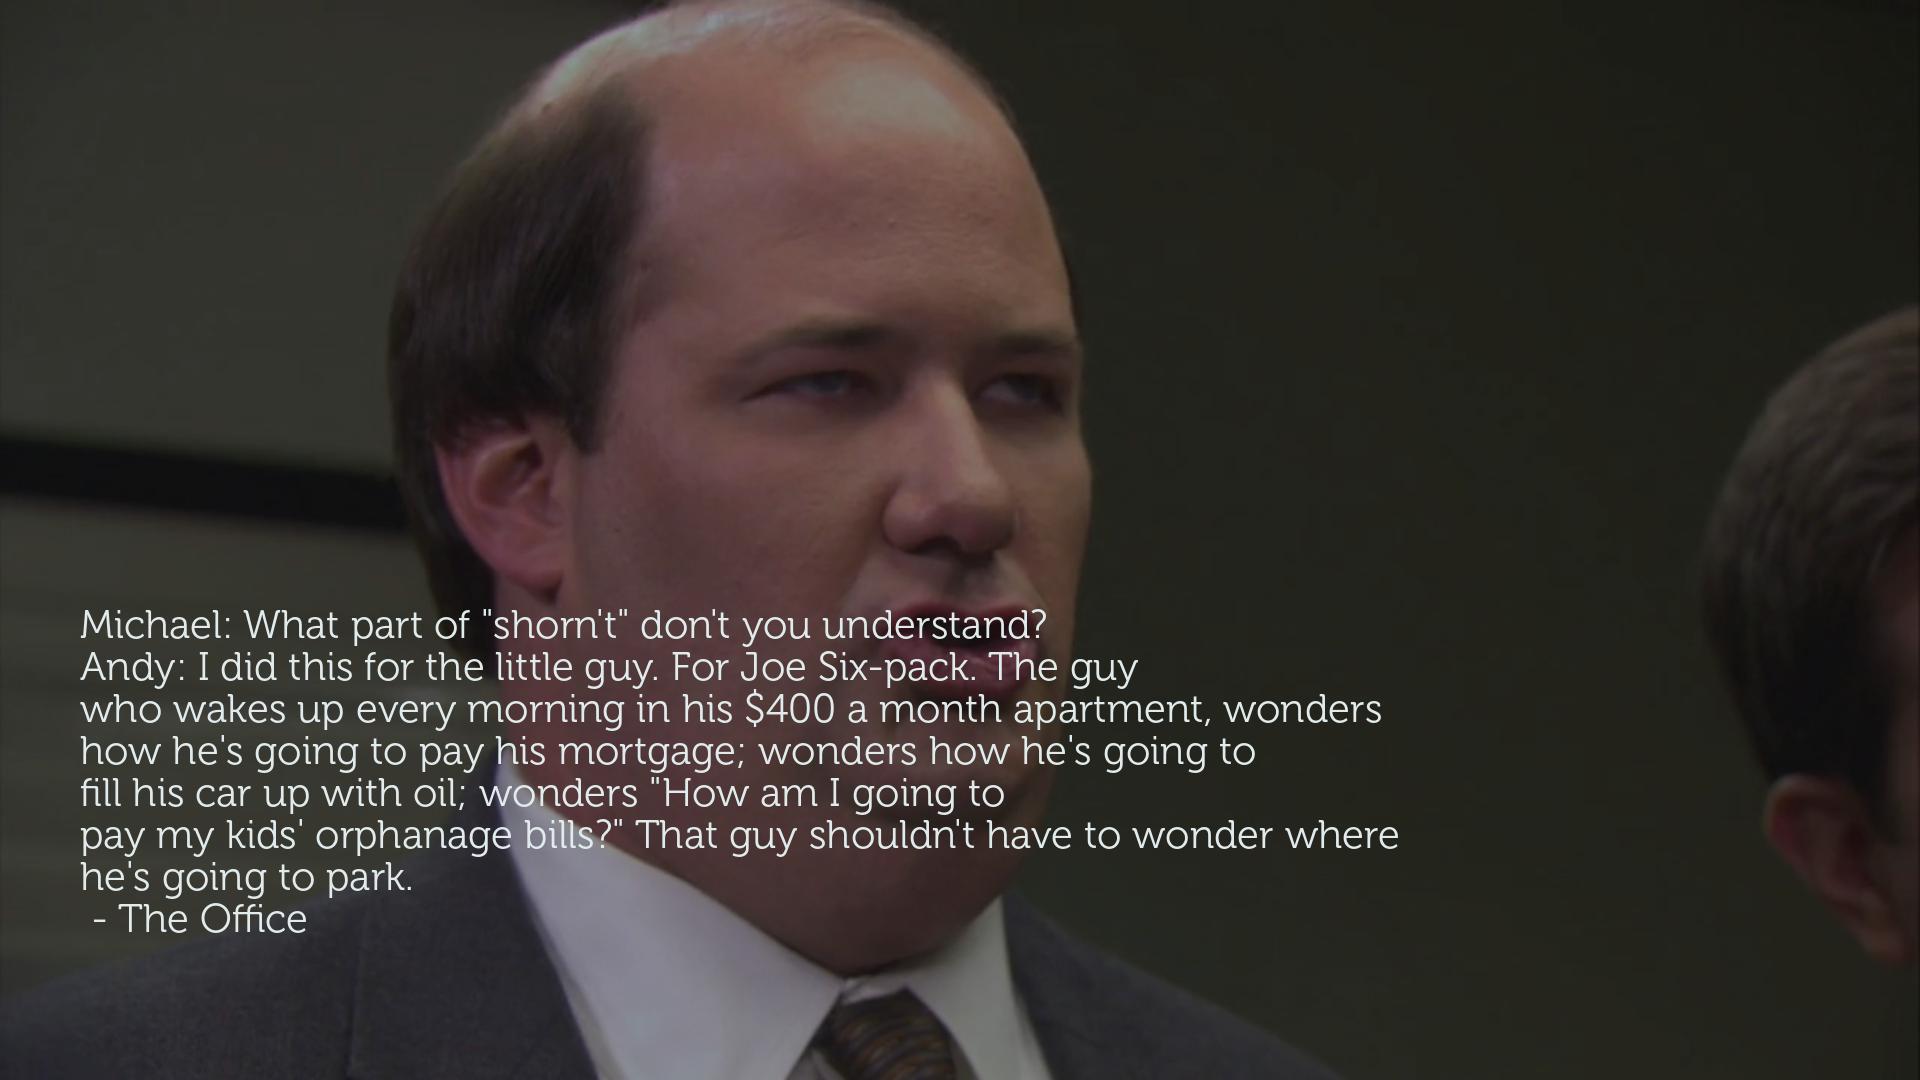 Michael: What part of "shorn't" don't you understand?
Andy: I did this for the little guy. For Joe Six-pack. The guy
who wakes up every morning in his $400 a month apartment, wonders
how he's going to pay his mortgage; wonders how he's going to
fill his car up with oil; wonders "How am I going to
pay my kids' orphanage bills?" That guy shouldn't have to wonder where
he's going to park.
- The Office